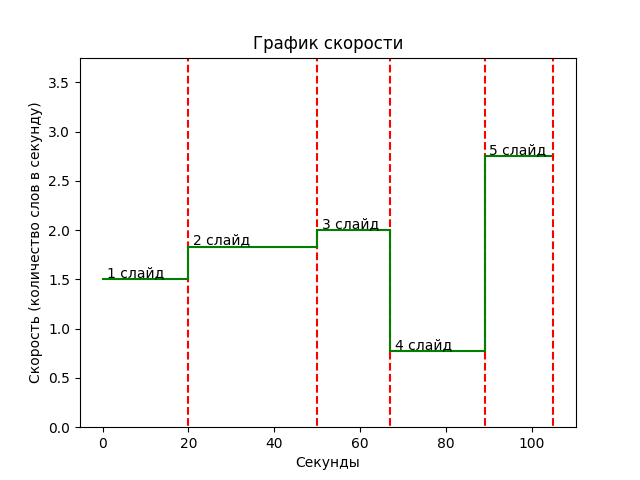 График скорости
Скорость (количество слов в секунду)
3.5
3.0
2.5
2.0
1.5
1.0
0.5
0.0
1 слайд
2 слайд
3 слайд
4 слайд
5 слайд
0
20
40
60
80
100
Секунды